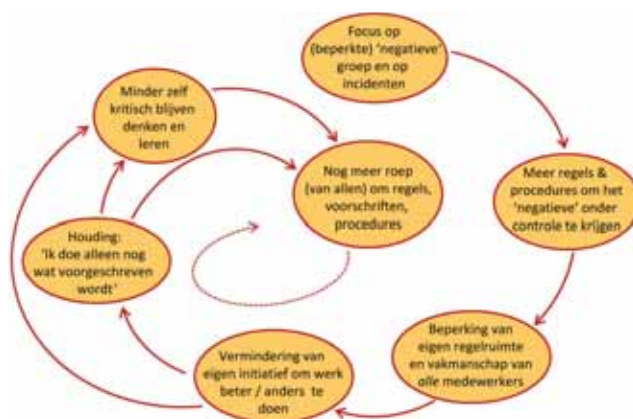 Focus op
(beperkte) 'negatieve'
groep en op
incidenten
Meer regels &
procedures om het
'negatieve' onder
controle te krijgen
Beperking van
eigen regelruimte
en vakmanschap van
alle medewerkers
Vermindering van
eigen initiatief om werk
beter / anders te
doen
Houding:
'Ik doe alleen nog
wat voorgeschreven
wordt'
Minder zelf
kritisch blijven
denken en
leren
Nog meer roep
(van allen) om regels,
voorschriften,
procedures